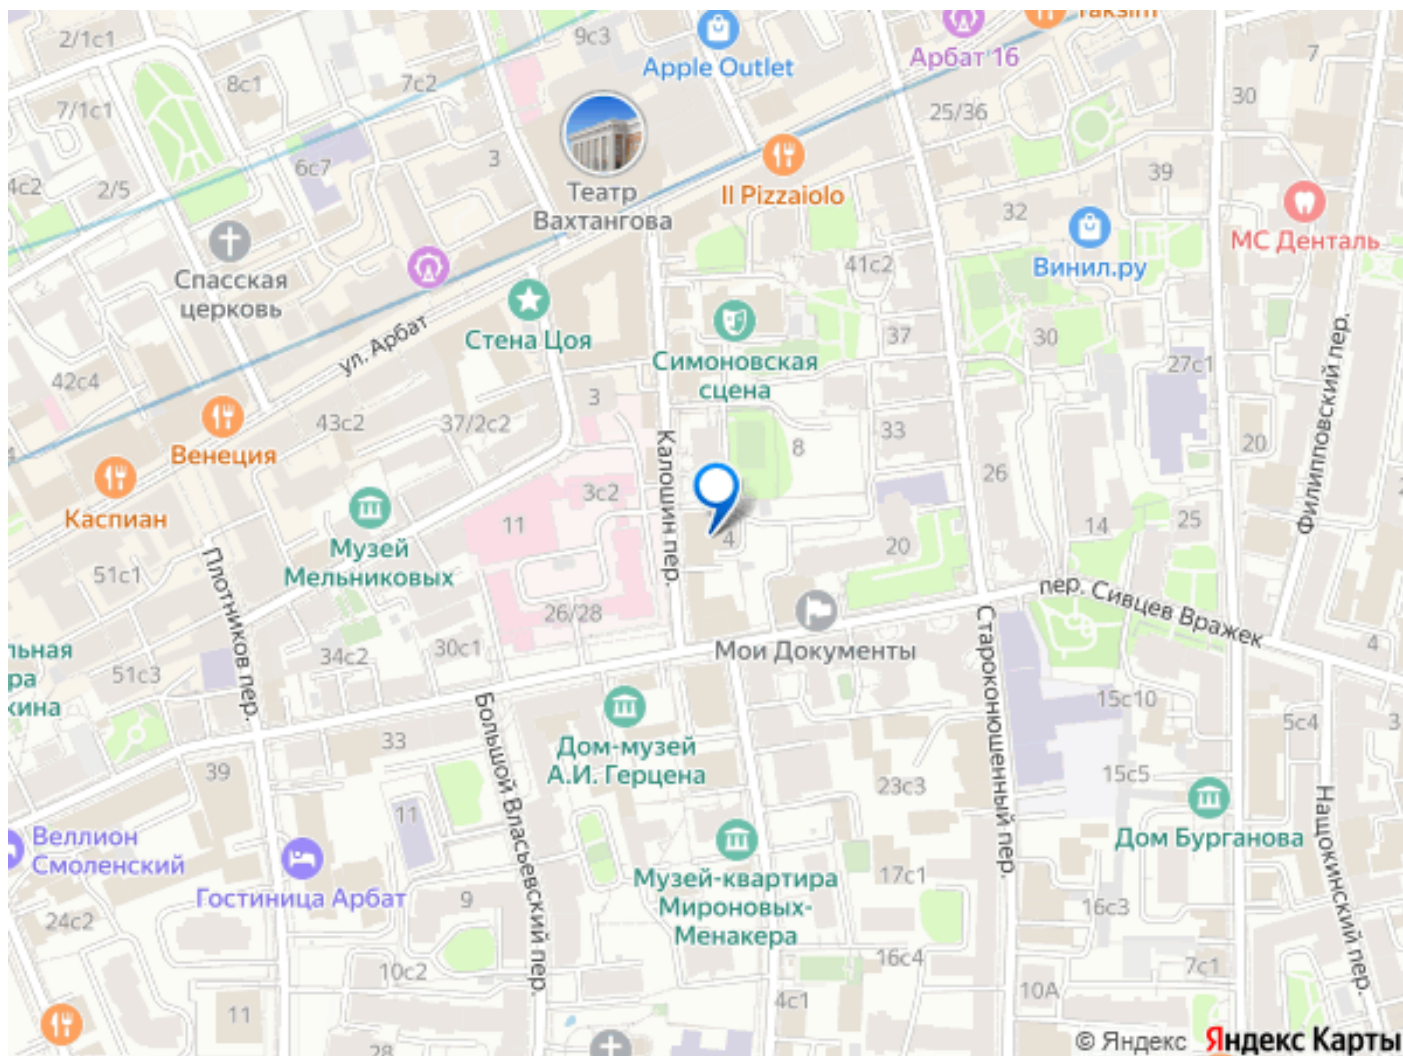 2/1с1
9с3
Apple Outlet
Арбат 16
7
8с1
7с2
7/1с1
25/36
30
3
6с7
2/5
Театр
Вахтангова
Il Pizzaiolo
39
32
МС Денталь
Спасская
церковь
41с2
Винил.ру
ул. Арбат
Стена Цоя
Симоновская
сцена
37
30
27с1
Филипповский пер.
42с4
43с2
37/2с2
3
Венеция
Калошин пер.
8
33
20
26
Каспиан
3с2
11
Музей
Мельниковых
4
20
14
25
51с1
Плотников пер.
26/28
пер. Сивцев Вражек
Староконюшенный пер.
Мои Документы
льная
ра
кина
51с3
34с2
30с1
4
Большой Власьевский пер.
15с10
5с4
3
33
Дом-музей
А.И. Герцена
39
23с3
15с5
11
Нащокинский пер.
Веллион
Смоленский
Дом Бурганова
Гостиница Арбат
9
Музей-квартира
Мироновых-
Менакера
17с1
16с3
24с2
10с2
16с4
7с1
4с1
10А
11
28
© Яндекс Яндекс Карты